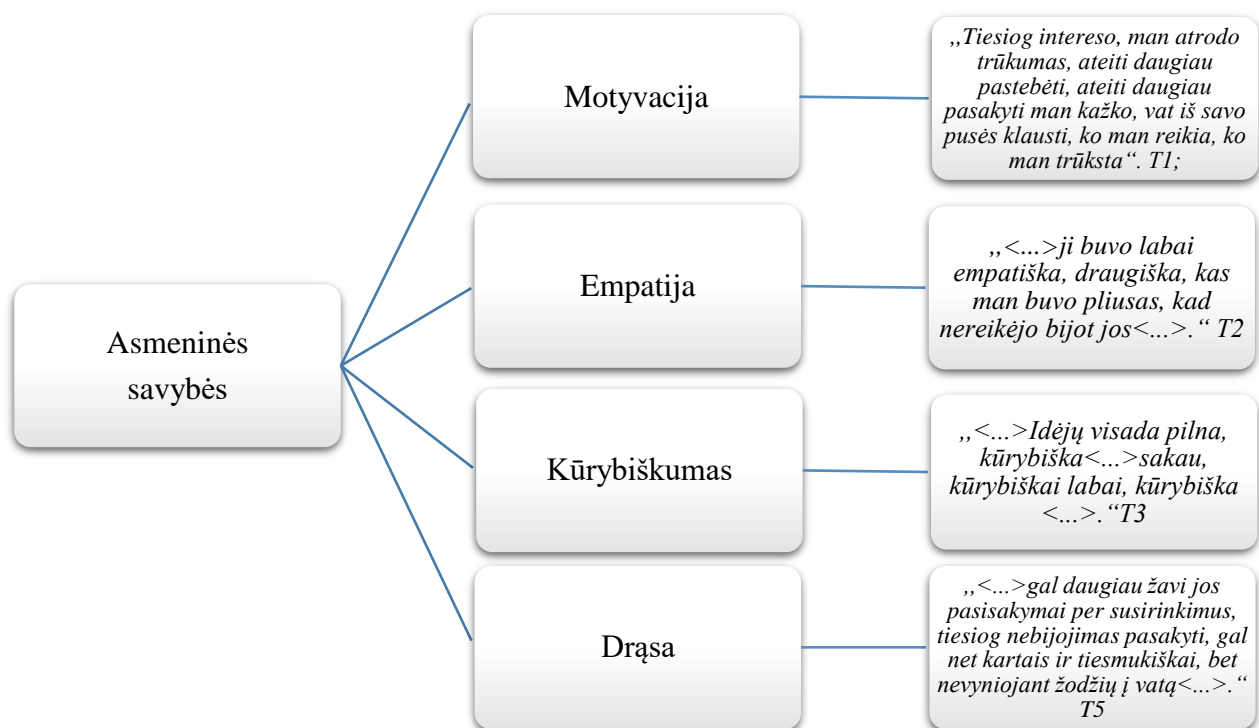 Asmeninės
savybės
Motyvacija
,,Tiesiog intereso, man atrodo
trūkumas, ateiti daugiau
pastebėti, ateiti daugiau
pasakyti man kažko, vat iš savo
pusės klausti, ko man reikia, ko
man trūksta“. T1;
Empatija
,,<...>ji buvo labai
empatiška, draugiška, kas
man buvo pliusas, kad
nereikėjo bijot jos<...>.“ T2
Kūrybiškumas
,,<...>Idėjų visada pilna,
kūrybiška<...>sakau,
kūrybiškai labai, kūrybiška
<...>.“T3
Drąsa
,,<...>gal daugiau žavi jos
pasisakymai per susirinkimus,
tiesiog nebijojimas pasakyti, gal
net kartais ir tiesmukiškai, bet
nevyniojant žodžių į vatą<...>.“
T5